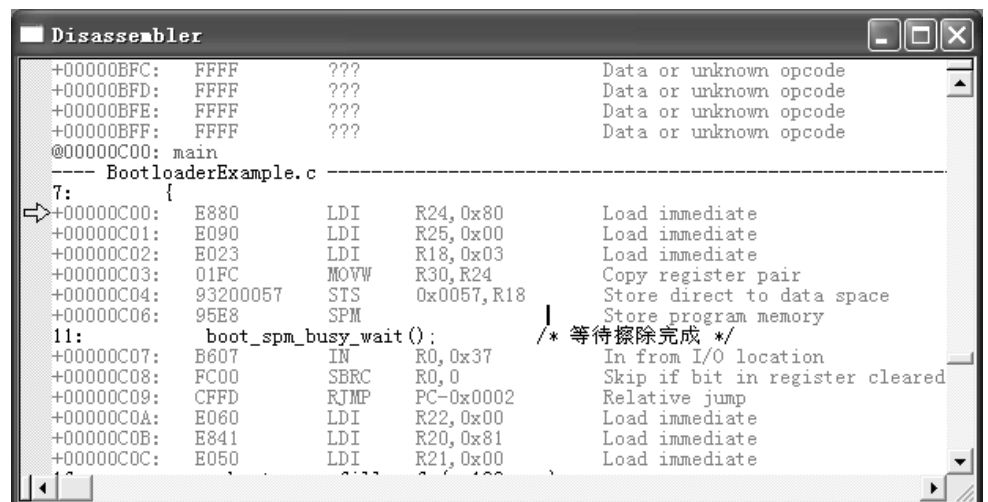 Disassembler
+00000BFC: FFFF ??? Data or unknown opcode
+00000BFD: FFFF ??? Data or unknown opcode
+00000BFE: FFFF ??? Data or unknown opcode
+00000BFF: FFFF ??? Data or unknown opcode
@00000C00: main
---- BootloaderExample.c ----
7: {
+00000C00: E880 LDI R24,0x80 Load immediate
+00000C01: E090 LDI R25,0x00 Load immediate
+00000C02: E023 LDI R18,0x03 Load immediate
+00000C03: 01FC MOVW R30,R24 Copy register pair
+00000C04: 93200057 STS 0x0057,R18 Store direct to data space
+00000C06: 95E8 SPM Store program memory
11: boot_spm_busy_wait(); /* 等待擦除完成 */
+00000C07: B607 IN R0,0x37 In from I/O location
+00000C08: FC00 SBRC R0,0 Skip if bit in register cleared
+00000C09: CFFD RJMP PC-0x0002 Relative jump
+00000C0A: E060 LDI R22,0x00 Load immediate
+00000C0B: E841 LDI R20,0x81 Load immediate
+00000C0C: E050 LDI R21,0x00 Load immediate